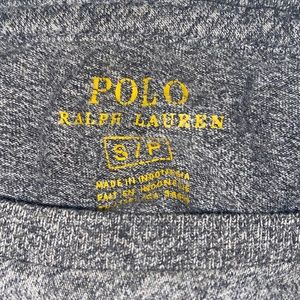 POLO
RALPH LAUREN
S/P
MADE IN INDONESIA
FAIT EN INDONESIE